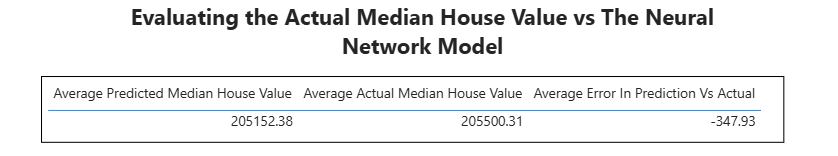 Evaluating the Actual Median House Value vs The Neural
Network Model
Average Predicted Median House Value Average Actual Median House Value Average Error In Prediction Vs Actual
205152.38 205500.31 -347.93